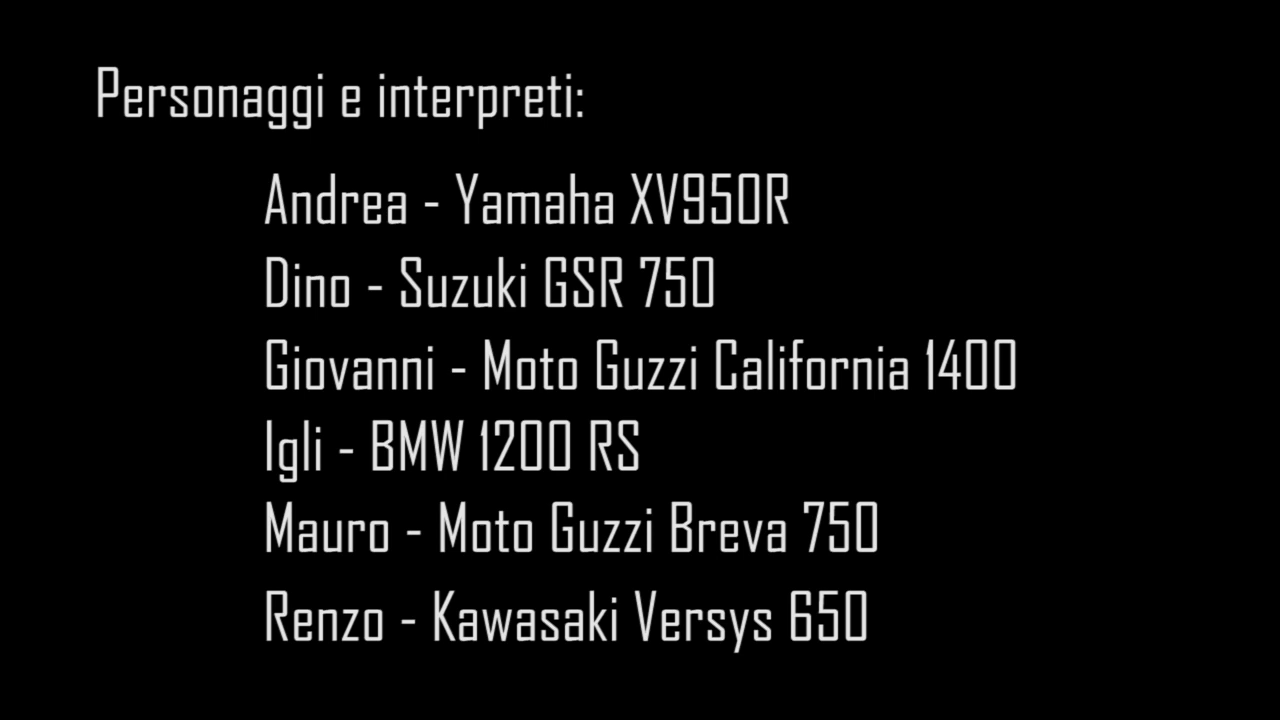 Personaggi e interpreti:
Andrea - Yamaha XV950R
Dino - Suzuki GSR 750
Giovanni - Moto Guzzi California 1400
Igli - BMW 1200 RS
Mauro - Moto Guzzi Breva 750
Renzo - Kawasaki Versys 650